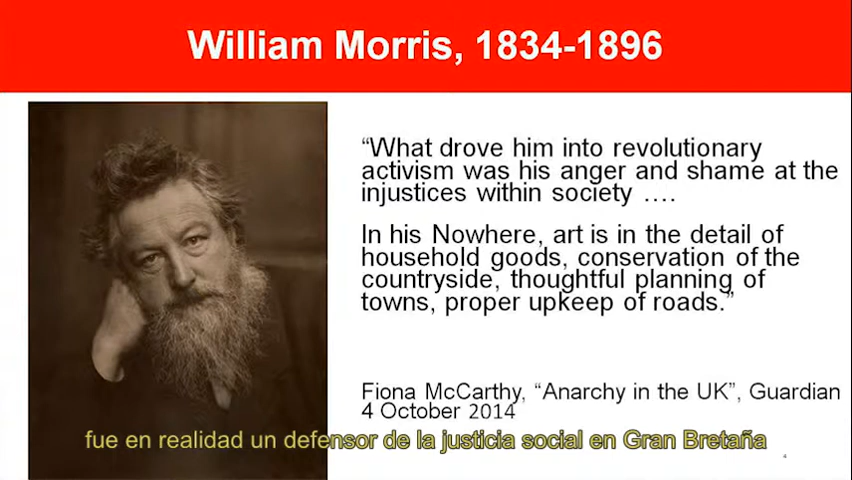 William Morris, 1834-1896
“What drove him into revolutionary
activism was his anger and shame at the
injustices within society ….
In his Nowhere, art is in the detail of
household goods, conservation of the
countryside, thoughtful planning of
towns, proper upkeep of roads.”
Fiona McCarthy, “Anarchy in the UK”, Guardian
4 October 2014
fue en realidad un defensor de la justicia social en Gran Bretaña
4